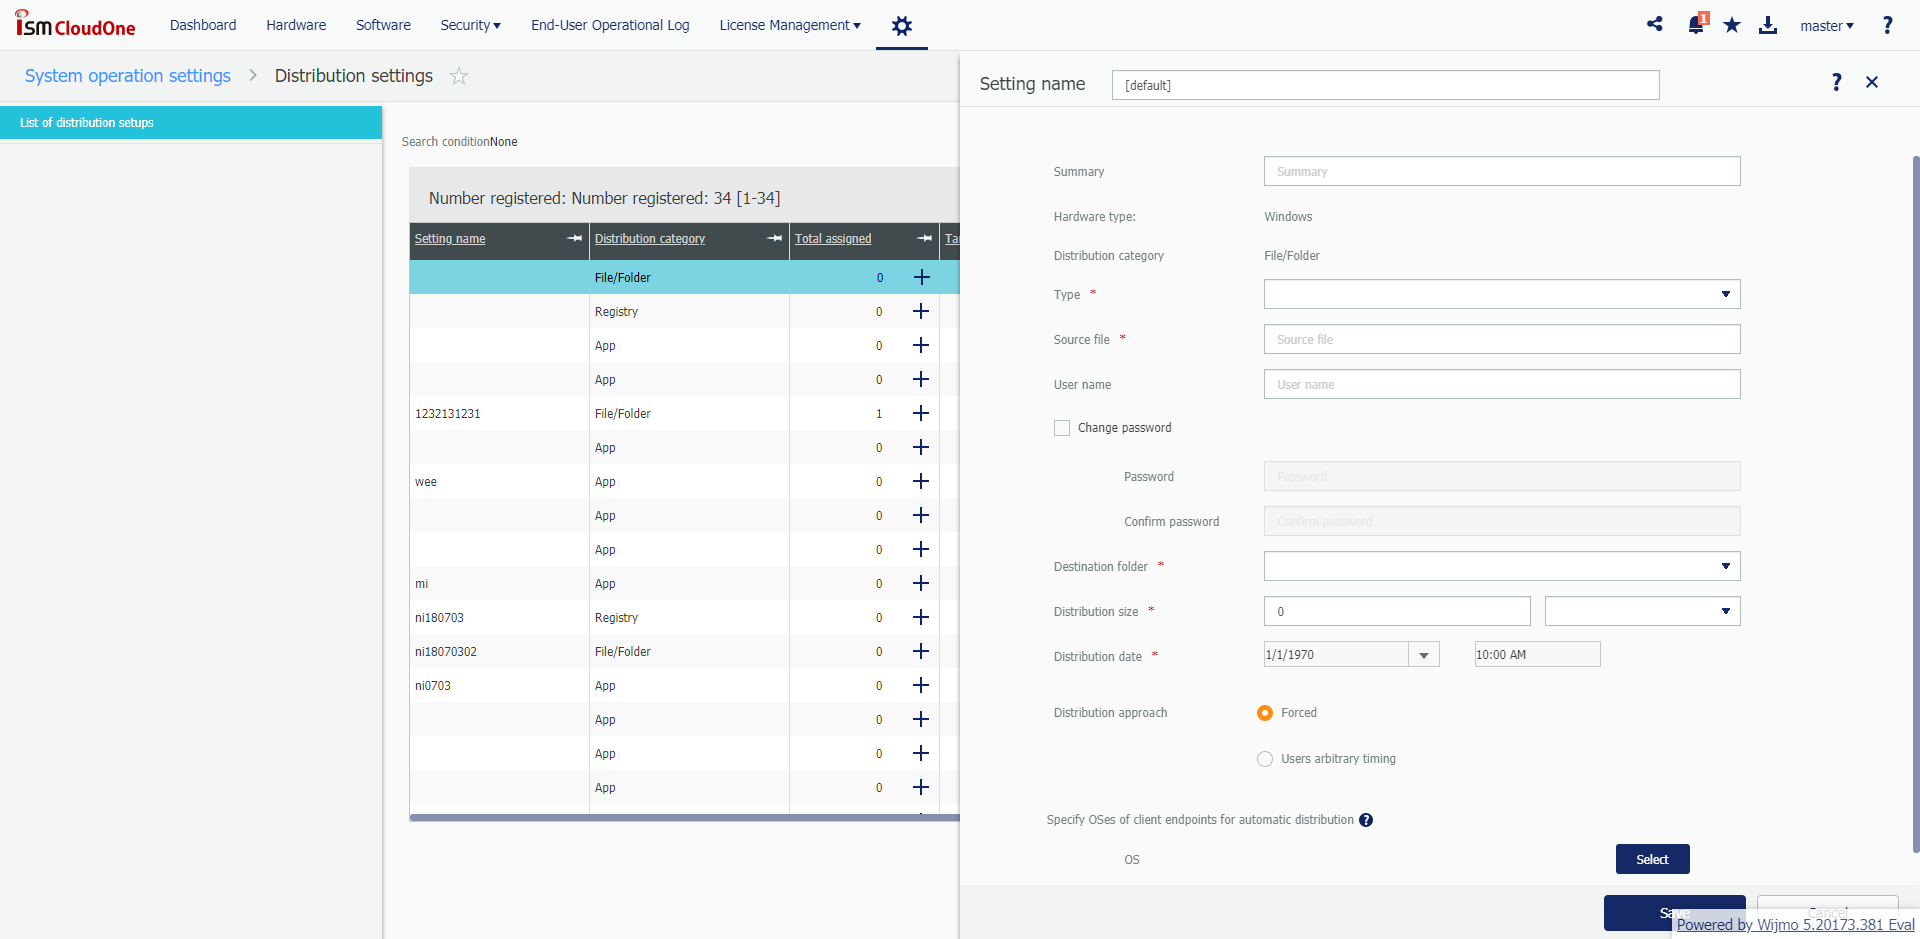 ISM CloudOne
Dashboard
Hardware
Software
Security
End-User Operational Log
License Management
1
master
?
System operation settings
Distribution settings
List of distribution setups
Search conditionNone
Number registered: Number registered: 34 [1-34]
Setting name
Distribution category
Total assigned
Ta
File/Folder 0
Registry 0
App 0
App 0
1232131231 File/Folder 1
App 0
wee App 0
App 0
App 0
mi App 0
ni180703 Registry 0
ni18070302 File/Folder 0
ni0703 App 0
App 0
App 0
App 0
Setting name
[default]
?
Summary
Summary
Hardware type:
Windows
Distribution category
File/Folder
Type *
Source file *
Source file
User name
User name
Change password
Password
Password
Confirm password
Confirm password
Destination folder *
Distribution size *
0
Distribution date *
1/1/1970
10:00 AM
Distribution approach
Forced
Users arbitrary timing
Specify OSes of client endpoints for automatic distribution ?
OS
Select
Save
Cancel
Powered by Wijmo 5.20173.381 Eval